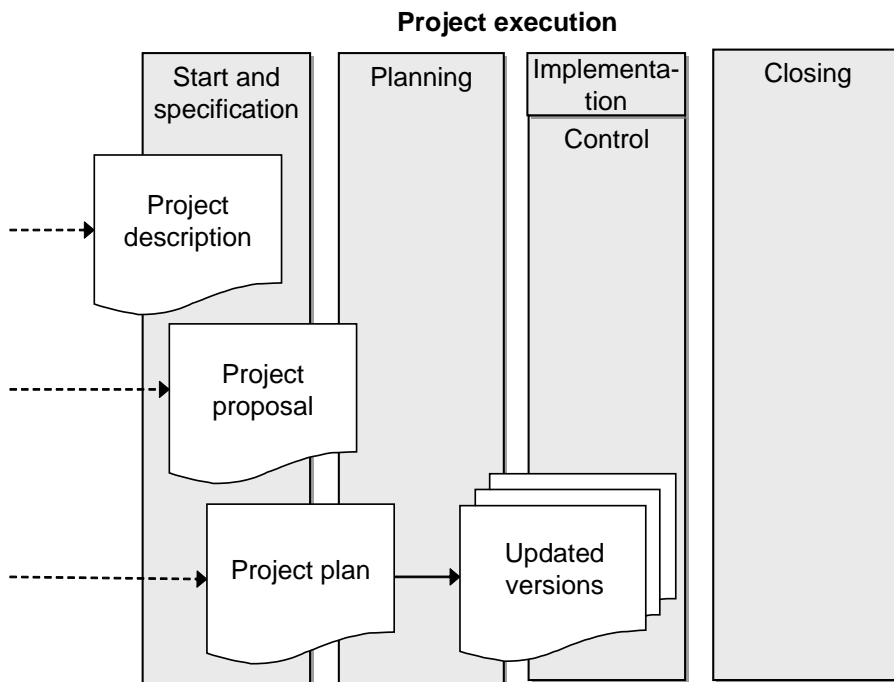 Project execution
Start and
specification
Planning
Implementa-
tion
Control
Closing
Project
description
Project
proposal
Project plan
Updated
versions